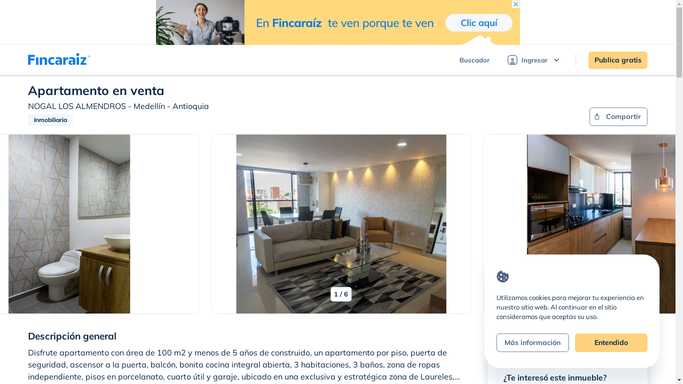 En Fincaraíz te ven porque te ven
Clic aquí
Fincaraíz
Buscador
Ingresar
Publica gratis
Apartamento en venta
NOGAL LOS ALMENDROS - Medellín - Antioquia
Inmobiliaria
Compartir
1 / 6
Utilizamos cookies para mejorar tu experiencia en
nuestro sitio web. Al continuar en el sitio
consideramos que aceptas su uso.
Más información
Entendido
Descripción general
Disfrute apartamento con área de 100 m2 y menos de 5 años de construido, un apartamento por piso, puerta de
seguridad, ascensor a la puerta, balcón, bonita cocina integral abierta, 3 habitaciones, 3 baños, zona de ropas
independiente, pisos en porcelanato, cuarto útil y garaje, ubicado en una exclusiva y estratégica zona de Laureles,...
¿Te interesó este inmueble?